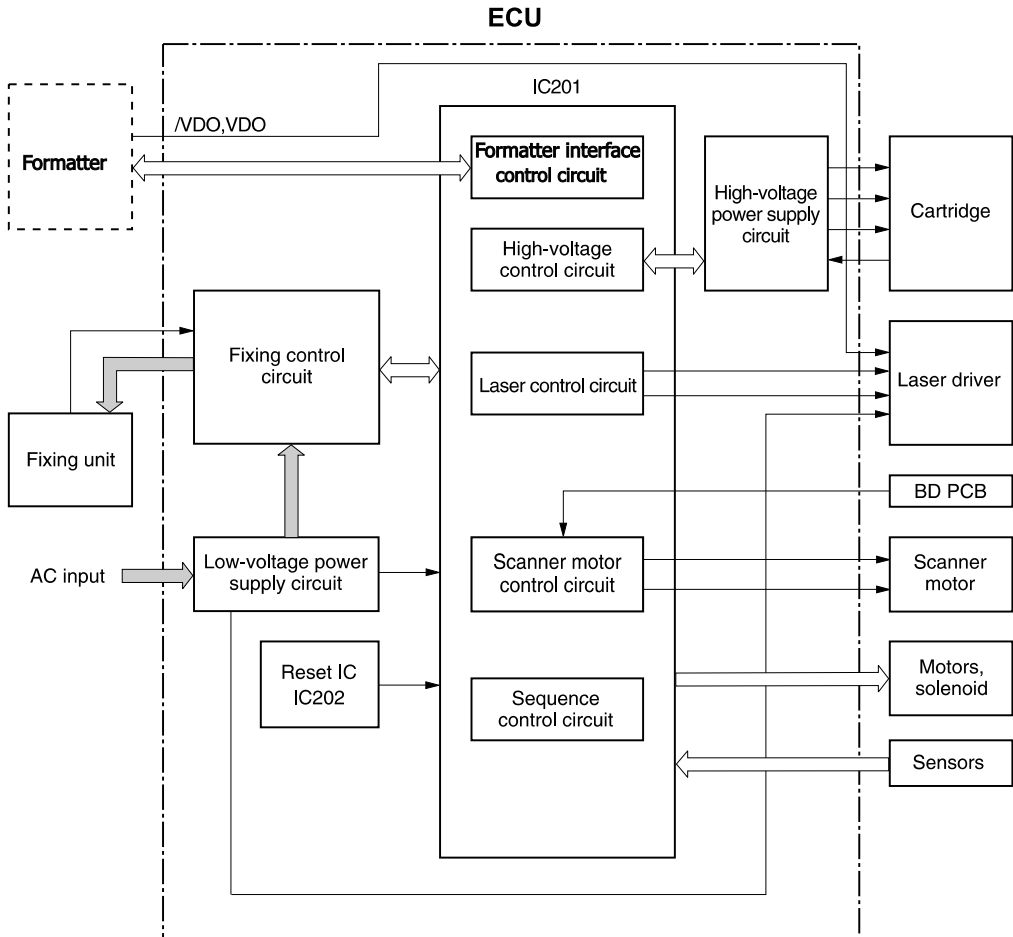 ECU
IC201
/VDO,VDO
Formatter
Formatter interface
control circuit
High-voltage
power supply
circuit
Cartridge
High-voltage
control circuit
Fixing control
circuit
Laser control circuit
Laser driver
Fixing unit
BD PCB
AC input
Low-voltage power
supply circuit
Scanner motor
control circuit
Scanner
motor
Reset IC
IC202
Sequence
control circuit
Motors,
solenoid
Sensors